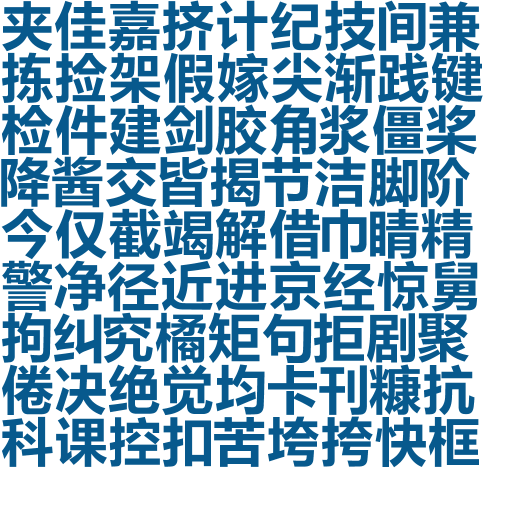 夹佳嘉挤计纪技间兼
拣捡架假嫁尖渐践键
检件建剑胶角浆僵桨
降酱交皆揭节洁脚阶
今仅截竭解借巾睛精
警净径近进京经惊舅
拘纠究橘矩句拒剧聚
倦决绝觉均卡刊糠抗
科课控扣苦垮挎快框